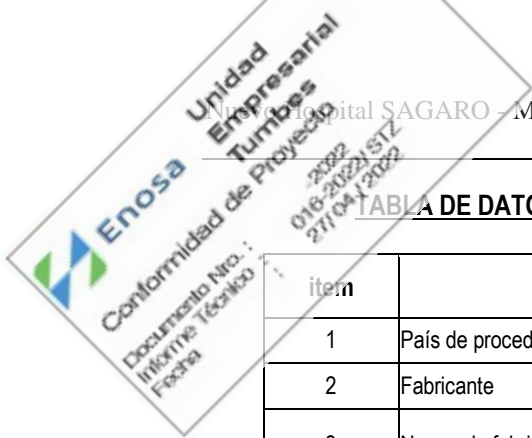 Nuevo Hospital SAGARO - M
TABLA DE DATO
Enosa
Unidad
Empresarial
Tumbes
Conformidad de Proyecto
Documento Nro. : -2022
Informe Técnico : 016-2022/ STZ
Fecha 27/04/2022
item
1 País de proced
2 Fabricante